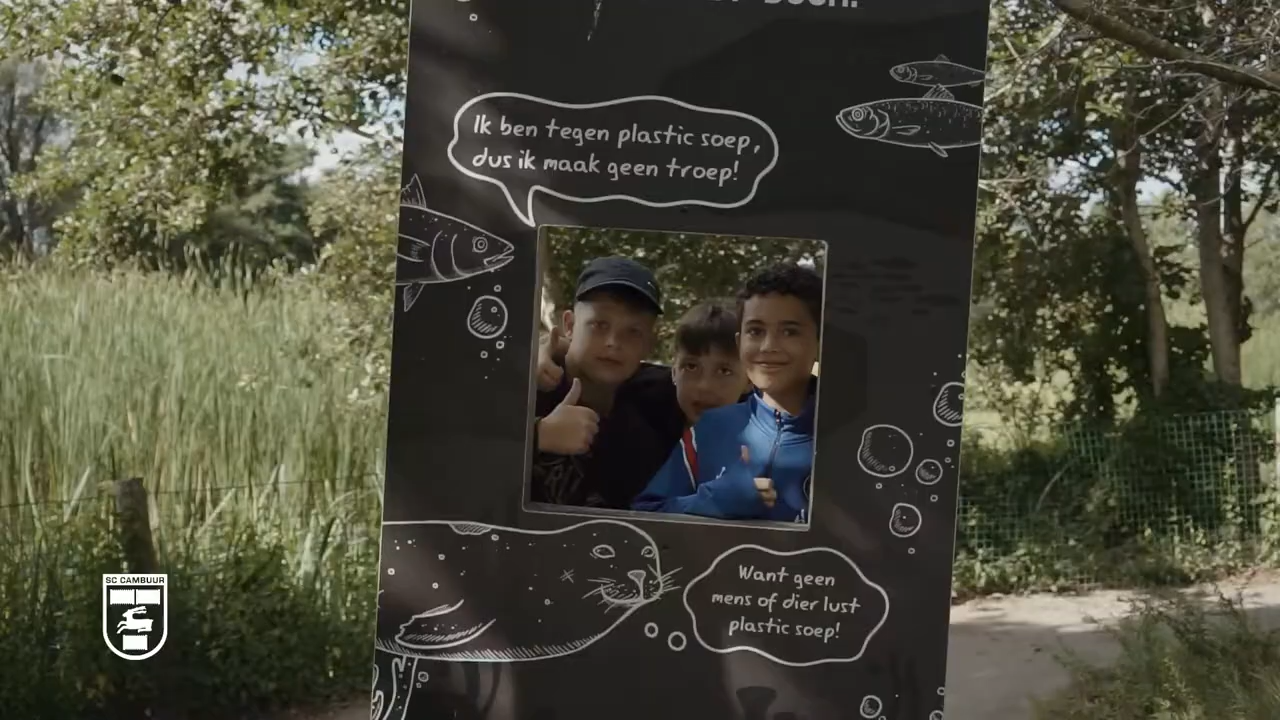 Ik ben tegen plastic soep,
dus ik maak geen troep!
Want geen
mens of dier lust
plastic soep!
SC CAMBUUR